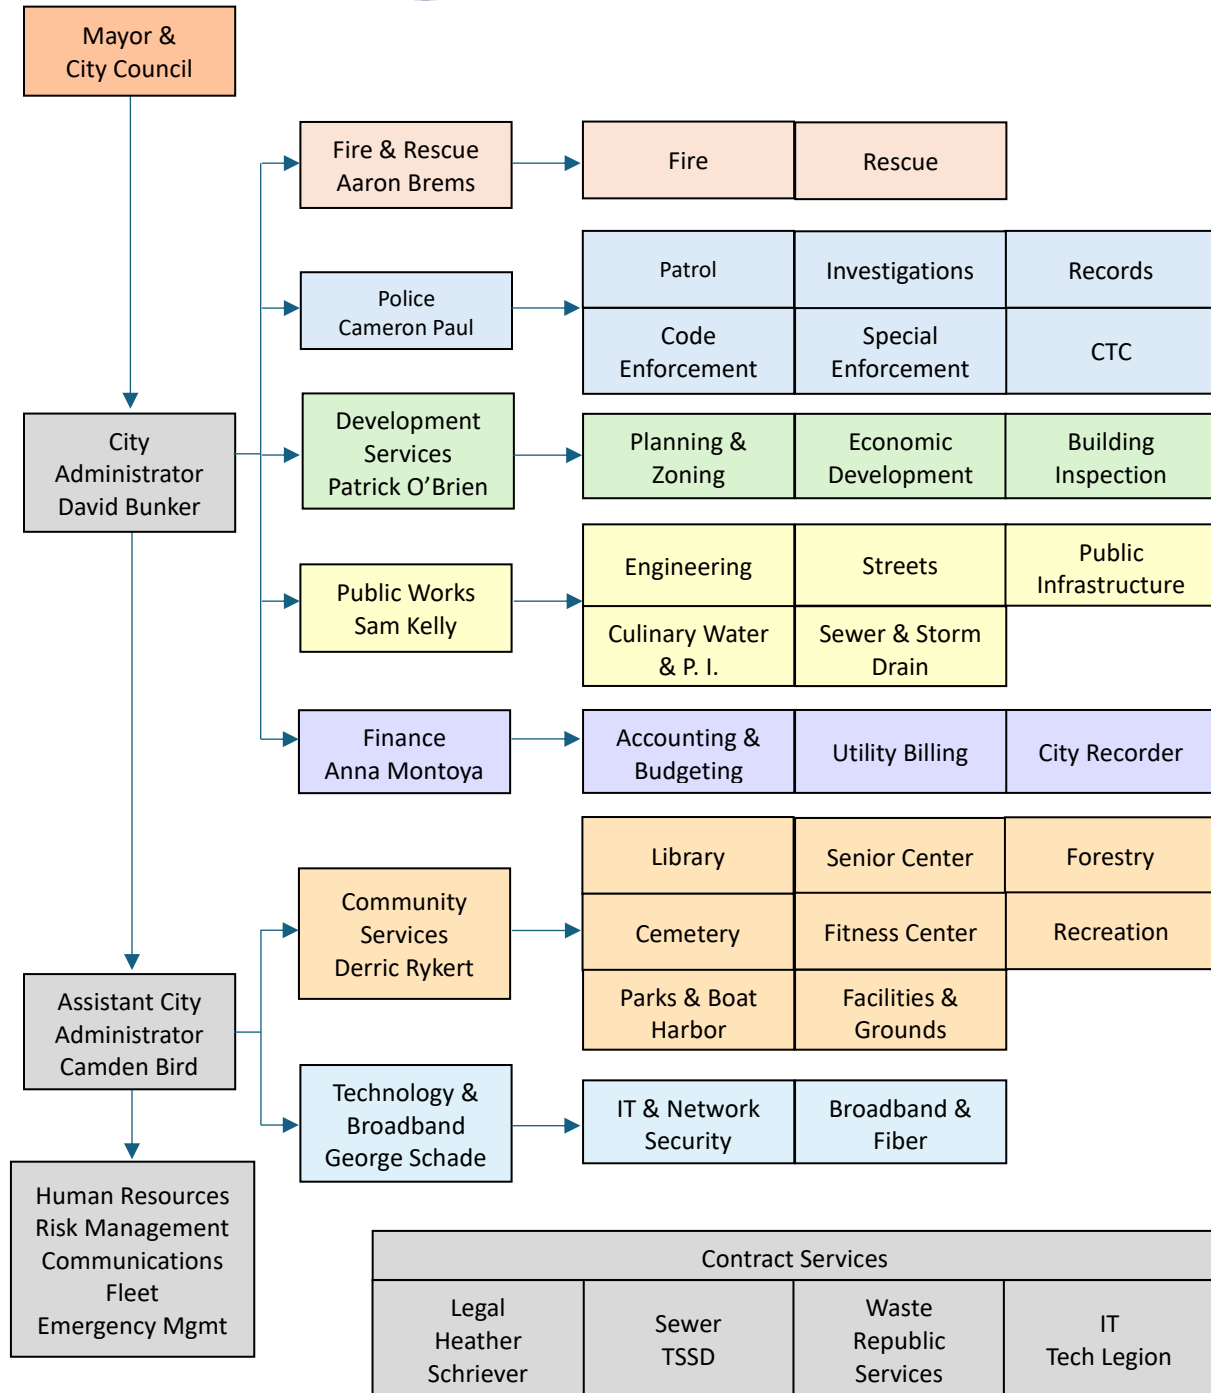 Mayor &
City Council
Fire & Rescue
Aaron Brems
Fire
Rescue
Police
Cameron Paul
Patrol
Investigations
Records
Code
Enforcement
Special
Enforcement
CTC
City
Administrator
David Bunker
Development
Services
Patrick O’Brien
Planning &
Zoning
Economic
Development
Building
Inspection
Public Works
Sam Kelly
Engineering
Streets
Public
Infrastructure
Culinary Water
& P. I.
Sewer & Storm
Drain
Finance
Anna Montoya
Accounting &
Budgeting
Utility Billing
City Recorder
Community
Services
Derric Rykert
Library
Senior Center
Forestry
Cemetery
Fitness Center
Recreation
Parks & Boat
Harbor
Facilities &
Grounds
Assistant City
Administrator
Camden Bird
Technology &
Broadband
George Schade
IT & Network
Security
Broadband &
Fiber
Human Resources
Risk Management
Communications
Fleet
Emergency Mgmt
Contract Services
Legal
Heather
Schriever
Sewer
TSSD
Waste
Republic
Services
IT
Tech Legion